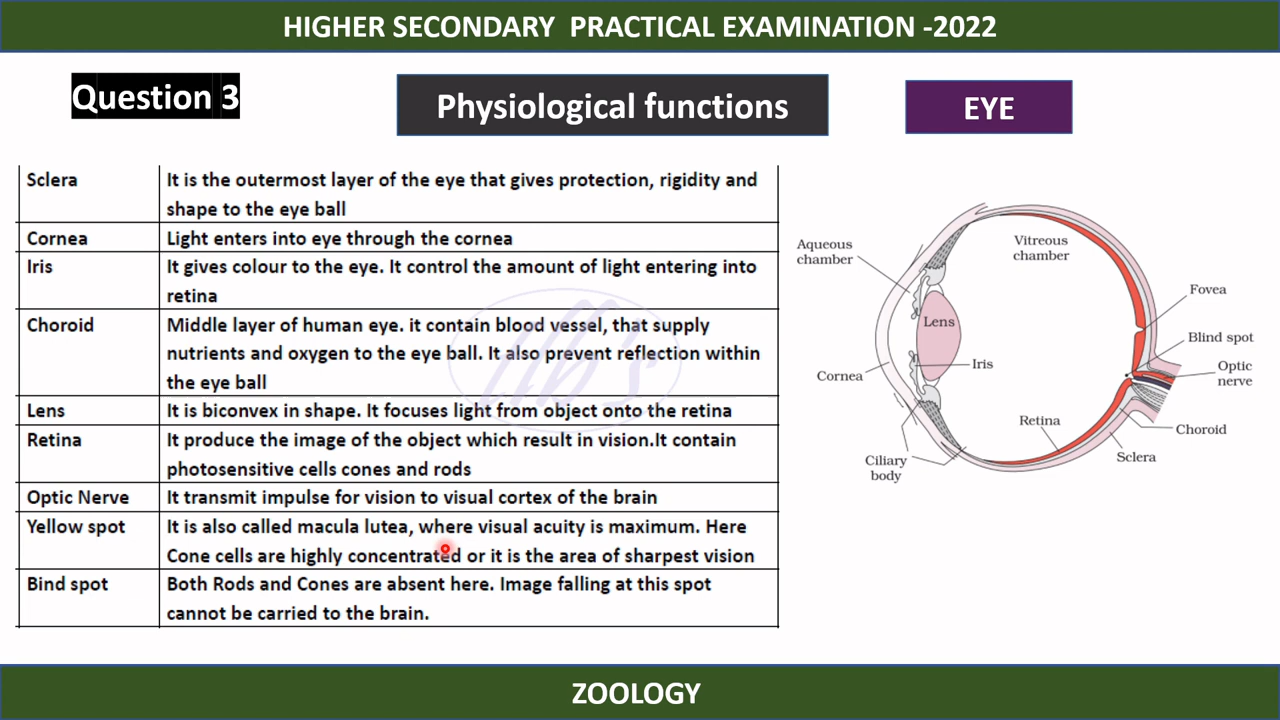 HIGHER SECONDARY PRACTICAL EXAMINATION -2022
Question 3
Physiological functions
EYE
Sclera
It is the outermost layer of the eye that gives protection, rigidity and
shape to the eye ball
Cornea
Light enters into eye through the cornea
Iris
It gives colour to the eye. It control the amount of light entering into
retina
Choroid
Middle layer of human eye. it contain blood vessel, that supply
nutrients and oxygen to the eye ball. It also prevent reflection within
the eye ball
Lens
It is biconvex in shape. It focuses light from object onto the retina
Retina
It produce the image of the object which result in vision.It contain
photosensitive cells cones and rods
Optic Nerve
It transmit impulse for vision to visual cortex of the brain
Yellow spot
It is also called macula lutea, where visual acuity is maximum. Here
Cone cells are highly concentrated or it is the area of sharpest vision
Bind spot
Both Rods and Cones are absent here. Image falling at this spot
cannot be carried to the brain.
Aqueous
chamber
Vitreous
chamber
Fovea
Lens
Blind spot
Iris
Optic
nerve
Cornea
Retina
Choroid
Sclera
Ciliary
body
ZOOLOGY